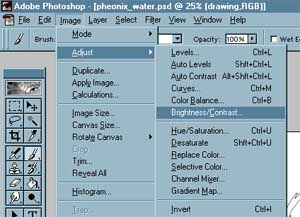 Adobe Photoshop - [pheonix_water.psd @ 25% (drawing,RGB)]
File Edit Image Layer Select Filter View Window Help
Brush: Mode Opacity: 100% Wet E
Adjust
Duplicate...
Apply Image...
Calculations...
Image Size...
Canvas Size...
Rotate Canvas
Crop
Trim...
Reveal All
Histogram...
Trap...
Levels... Ctrl+L
Auto Levels Shft+Ctrl+L
Auto Contrast Alt+Shft+Ctrl+L
Curves... Ctrl+M
Color Balance... Ctrl+B
Brightness/Contrast...
Hue/Saturation... Ctrl+U
Desaturate Shft+Ctrl+U
Replace Color...
Selective Color...
Channel Mixer...
Gradient Map...
Invert Ctrl+I